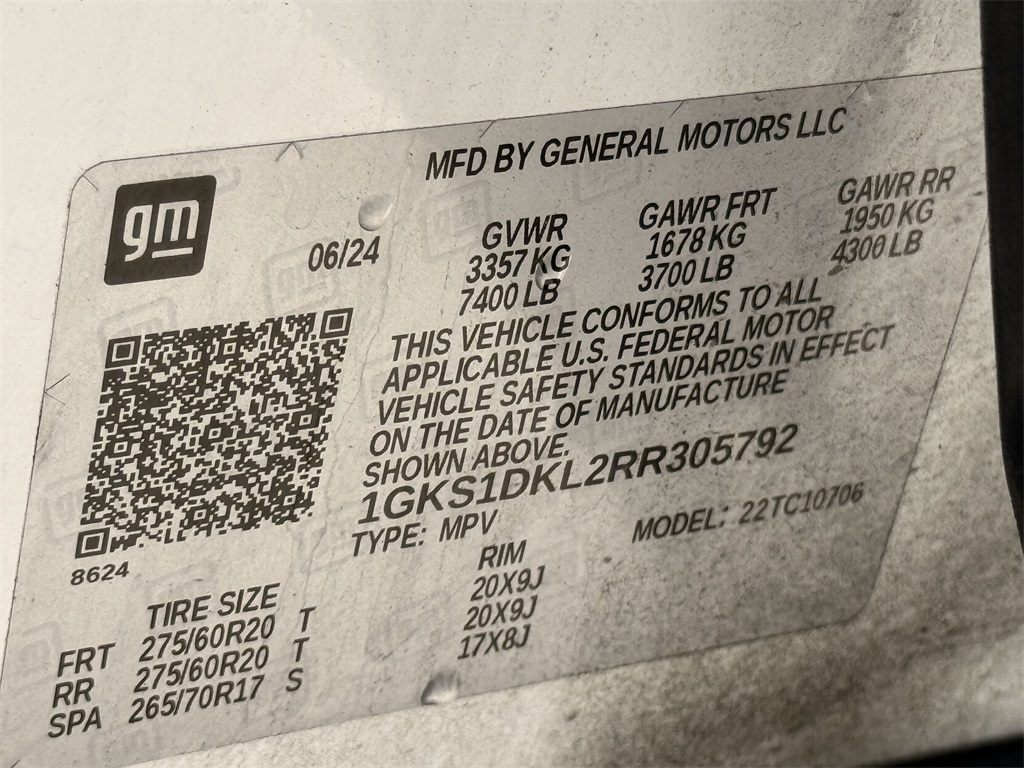 MFD BY GENERAL MOTORS LLC
gm
06/24
GVWR GAWR FRT GAWR RR
3357 KG 1678 KG 1950 KG
7400 LB 3700 LB 4300 LB
THIS VEHICLE CONFORMS TO ALL
APPLICABLE U.S. FEDERAL MOTOR
VEHICLE SAFETY STANDARDS IN EFFECT
ON THE DATE OF MANUFACTURE
SHOWN ABOVE.
1GKS1DKL2RR305792
TYPE: MPV MODEL: 22TC10706
8624
TIRE SIZE RIM
FRT 275/60R20 T 20X9J
RR 275/60R20 T 20X9J
SPA 265/70R17 S 17X8J